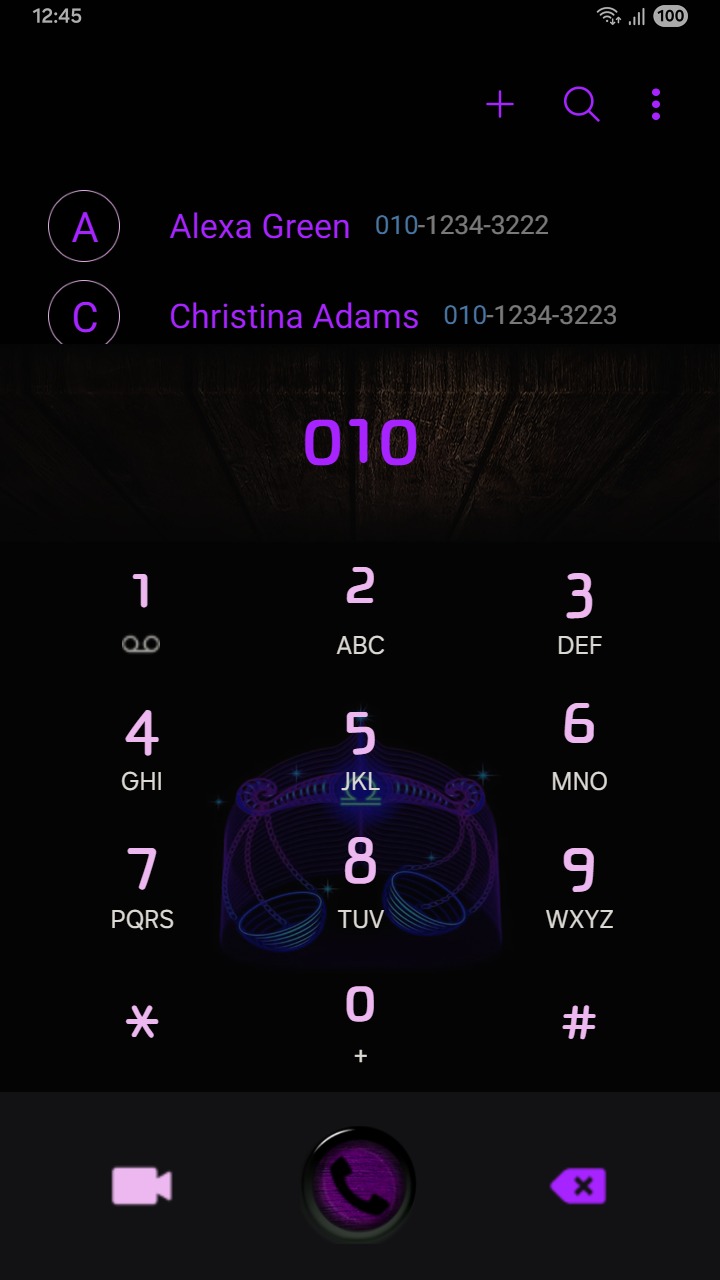 12:45 100
A Alexa Green 010-1234-3222
C Christina Adams 010-1234-3223
010
1 2 3
ABC DEF
4 5 6
GHI JKL MNO
7 8 9
PQRS TUV WXYZ
* 0 #
+